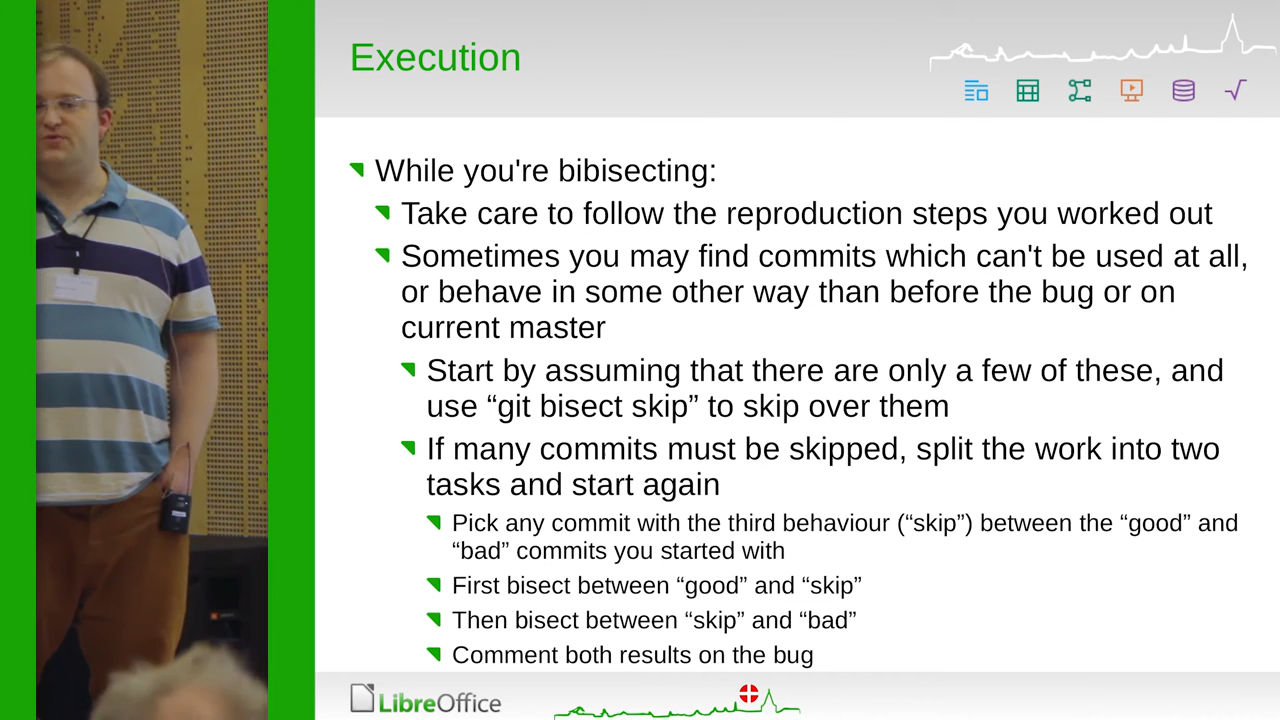 Execution
While you're bibisecting:
Take care to follow the reproduction steps you worked out
Sometimes you may find commits which can't be used at all,
or behave in some other way than before the bug or on
current master
Start by assuming that there are only a few of these, and
use “git bisect skip” to skip over them
If many commits must be skipped, split the work into two
tasks and start again
Pick any commit with the third behaviour (“skip”) between the “good” and
“bad” commits you started with
First bisect between “good” and “skip”
Then bisect between “skip” and “bad”
Comment both results on the bug
LibreOffice